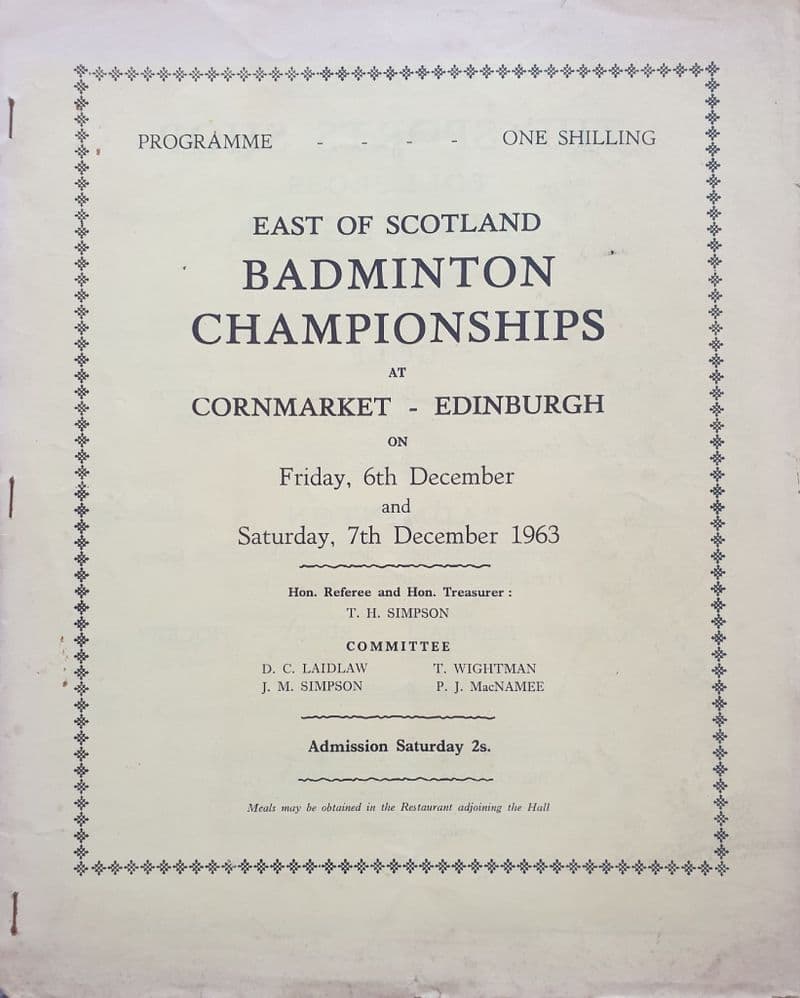 PROGRAMME - - - - ONE SHILLING
EAST OF SCOTLAND
BADMINTON
CHAMPIONSHIPS
AT
CORNMARKET - EDINBURGH
ON
Friday, 6th December
and
Saturday, 7th December 1963
Hon. Referee and Hon. Treasurer :
T. H. SIMPSON
COMMITTEE
D. C. LAIDLAW T. WIGHTMAN
J. M. SIMPSON P. J. MacNAMEE
Admission Saturday 2s.
Meals may be obtained in the Restaurant adjoining the Hall